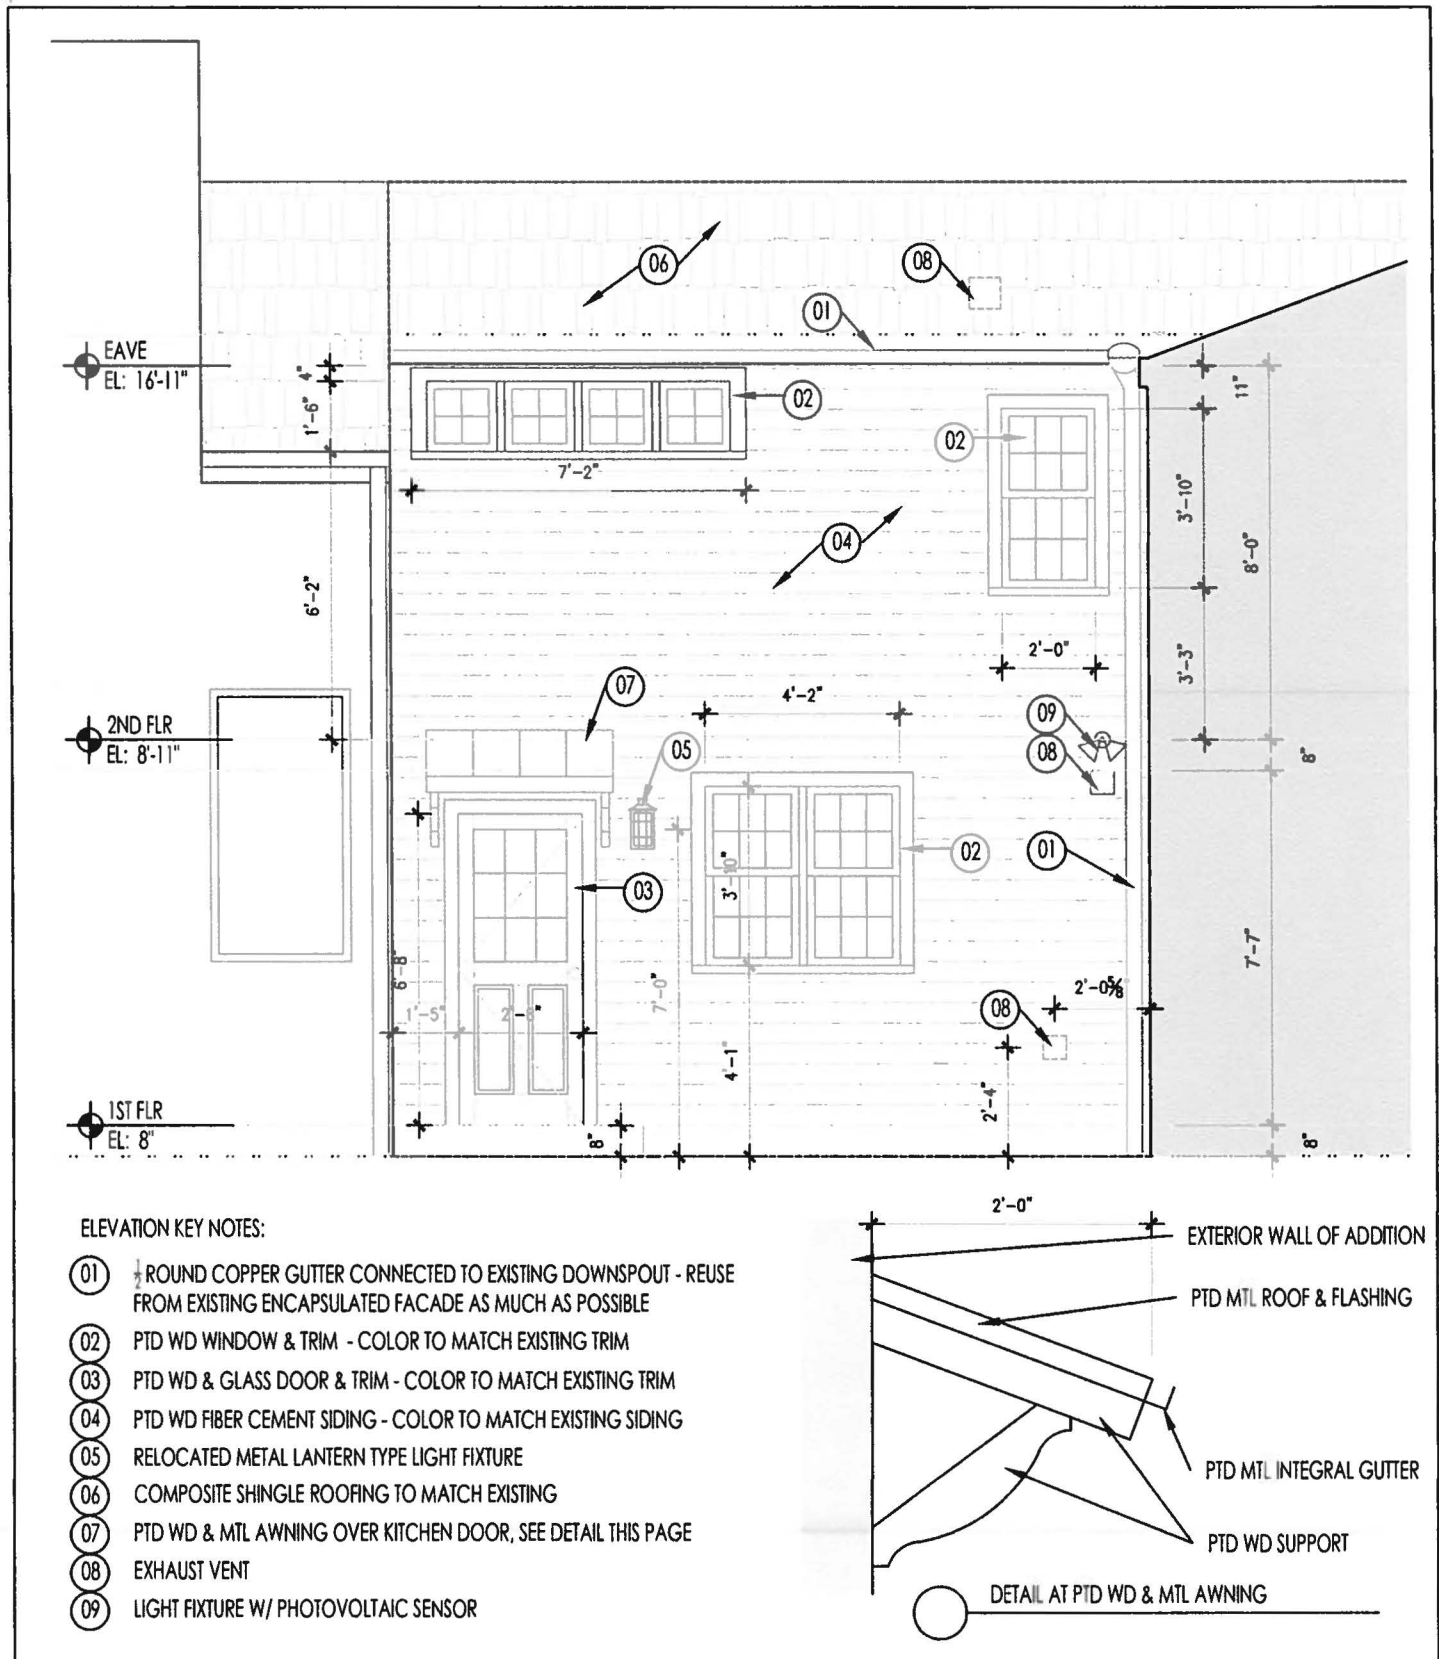 06
08
01
EAVE
EL: 16'-11"
4"
1'-6"
02
7'-2"
02
11"
3'-10"
8'-0"
04
6'-2"
2'-0"
3'-3"
07
4'-2"
09
2ND FLR
EL: 8'-11"
05
08
8"
02
01
3'-10"
03
6'-8"
7'-0"
7'-7"
2'-0⅝"
1'-5"
08
4'-1"
2'-4"
1ST FLR
EL: 8"
8"
8"
ELEVATION KEY NOTES:
01 ½ ROUND COPPER GUTTER CONNECTED TO EXISTING DOWNSPOUT - REUSE
FROM EXISTING ENCAPSULATED FACADE AS MUCH AS POSSIBLE
02 PTD WD WINDOW & TRIM - COLOR TO MATCH EXISTING TRIM
03 PTD WD & GLASS DOOR & TRIM - COLOR TO MATCH EXISTING TRIM
04 PTD WD FIBER CEMENT SIDING - COLOR TO MATCH EXISTING SIDING
05 RELOCATED METAL LANTERN TYPE LIGHT FIXTURE
06 COMPOSITE SHINGLE ROOFING TO MATCH EXISTING
07 PTD WD & MTL AWNING OVER KITCHEN DOOR, SEE DETAIL THIS PAGE
08 EXHAUST VENT
09 LIGHT FIXTURE W/ PHOTOVOLTAIC SENSOR
2'-0"
EXTERIOR WALL OF ADDITION
PTD MTL ROOF & FLASHING
PTD MTL INTEGRAL GUTTER
PTD WD SUPPORT
DETAIL AT PTD WD & MTL AWNING